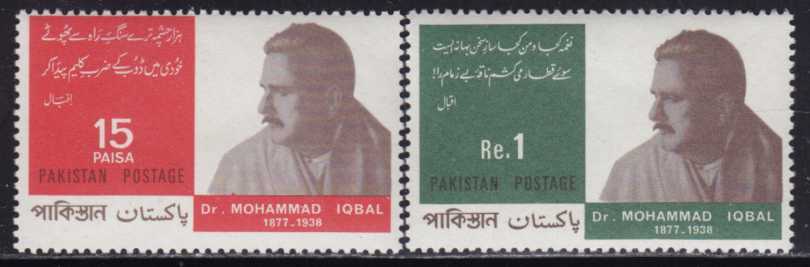 ہزار چشمہ ترے سنگِ راہ سے پھوٹے
خودی میں ڈوب کے ضربِ کلیم پیدا کر
اقبال
15
PAISA
PAKISTAN POSTAGE
পাকিস্তান پاکستان
Dr. MOHAMMAD IQBAL
1877-1938
نغمہ کجا و من کجا سازِ سخن بہانہ ایست
سوئے قطار می کشم ناقۂ بے زمام را!
اقبال
Re.1
PAKISTAN POSTAGE
পাকিস্তান پاکستان
Dr. MOHAMMAD IQBAL
1877-1938